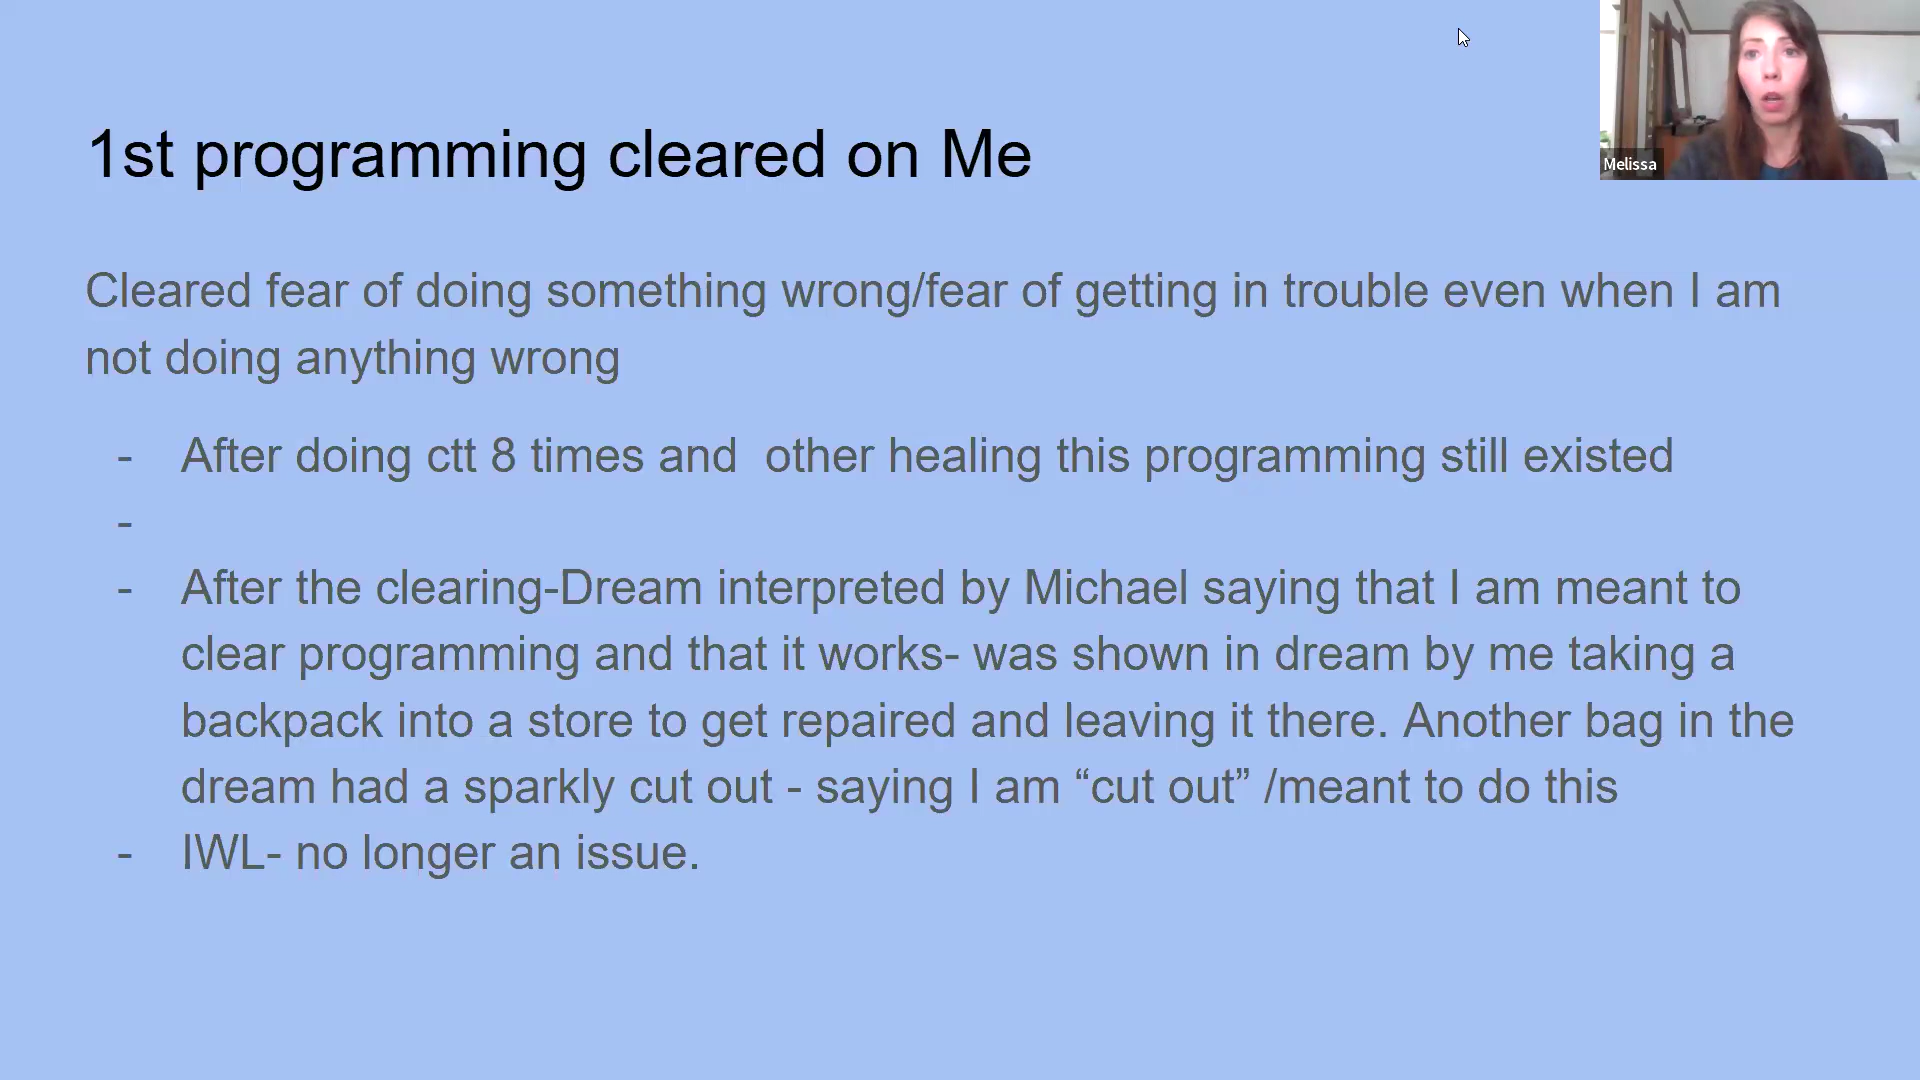 Melissa
1st programming cleared on Me
Cleared fear of doing something wrong/fear of getting in trouble even when I am
not doing anything wrong
- After doing ctt 8 times and  other healing this programming still existed
-
- After the clearing-Dream interpreted by Michael saying that I am meant to
clear programming and that it works- was shown in dream by me taking a
backpack into a store to get repaired and leaving it there. Another bag in the
dream had a sparkly cut out - saying I am “cut out” /meant to do this
- IWL- no longer an issue.